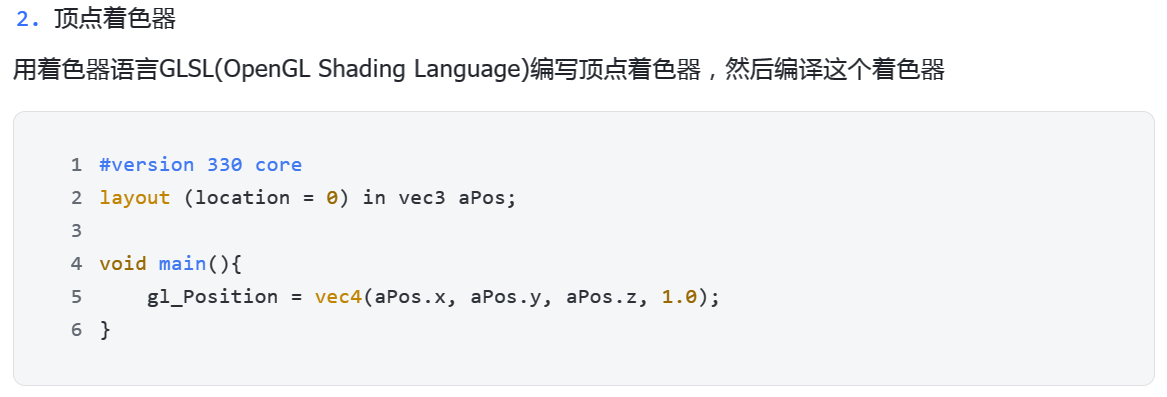 2. 顶点着色器
用着色器语言GLSL(OpenGL Shading Language)编写顶点着色器，然后编译这个着色器
1 #version 330 core
2 layout (location = 0) in vec3 aPos;
3
4 void main(){
5     gl_Position = vec4(aPos.x, aPos.y, aPos.z, 1.0);
6 }